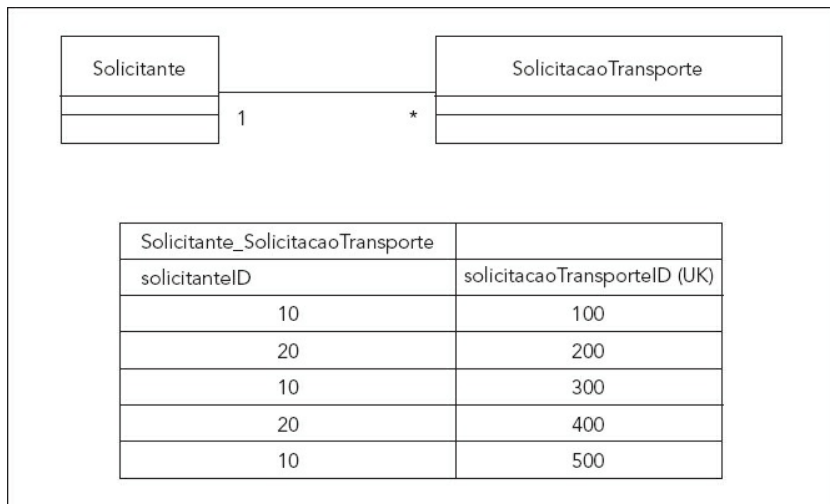 Solicitante SolicitacaoTransporte
1 *
Solicitante_SolicitacaoTransporte
solicitanteID solicitacaoTransporteID (UK)
10 100
20 200
10 300
20 400
10 500